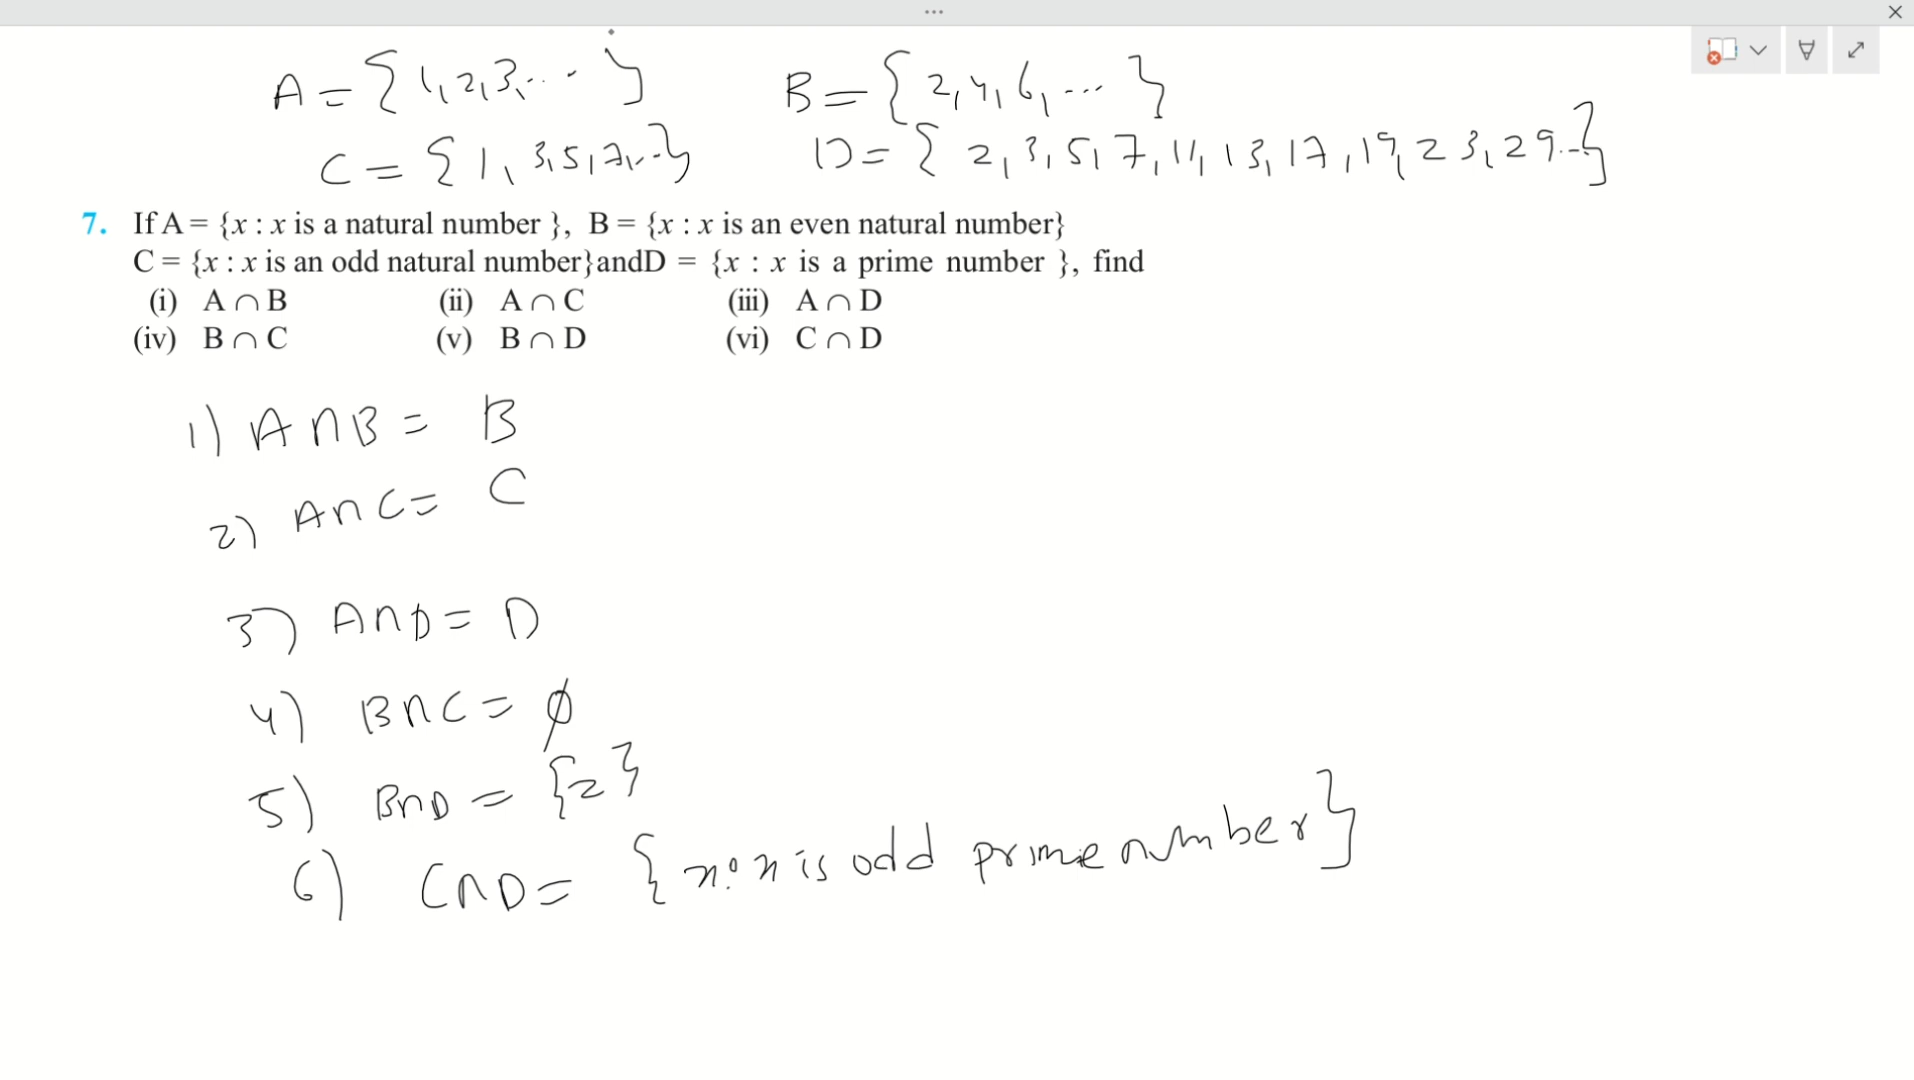 A = {1, 2, 3, ... }   B = {2, 4, 6, ... }
C = {1, 3, 5, 7, ..}   D = { 2, 3, 5, 7, 11, 13, 17, 19, 23, 29...}
7. If A = {x : x is a natural number }, B = {x : x is an even natural number}
C = {x : x is an odd natural number}andD = {x : x is a prime number }, find
(i) A ∩ B (ii) A ∩ C (iii) A ∩ D
(iv) B ∩ C (v) B ∩ D (vi) C ∩ D
1) A ∩ B = B
2) A ∩ C = C
3) A ∩ D = D
4) B ∩ C = ∅
5) B ∩ D = {2}
6) C ∩ D = {x : x is odd prime number}